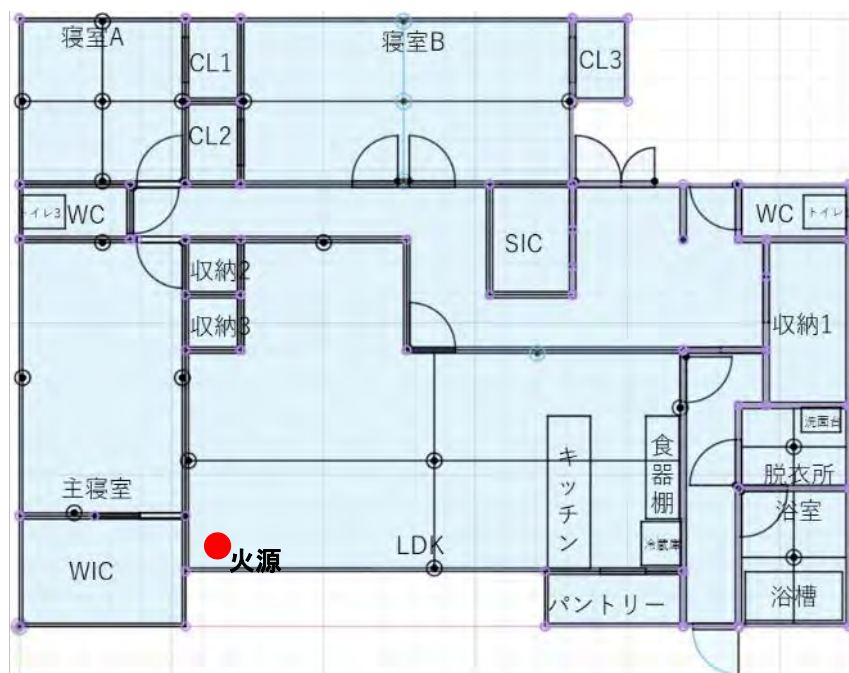 寝室A
CL1
寝室B
CL3
CL2
トイレ3
WC
SIC
WC
トイレ1
収納2
収納3
収納1
洗面台
脱衣所
食器棚
キッチン
主寝室
浴室
火源
LDK
冷蔵庫
WIC
パントリー
浴槽